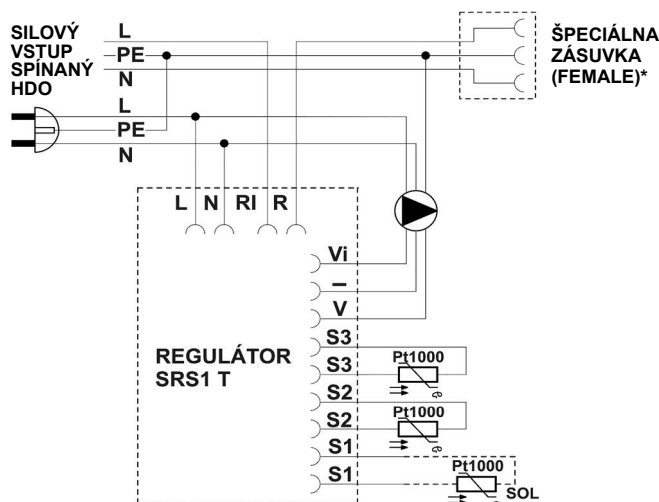 SILOVÝ
VSTUP
SPÍNANÝ
HDO
L
PE
N
L
PE
N
ŠPECIÁLNA
ZÁSUVKA
(FEMALE)*
L N RI R
Vi
–
V
S3
S3
S2
S2
S1
S1
REGULÁTOR
SRS1 T
Pt1000
ϑ
Pt1000
ϑ
Pt1000
ϑ
SOL